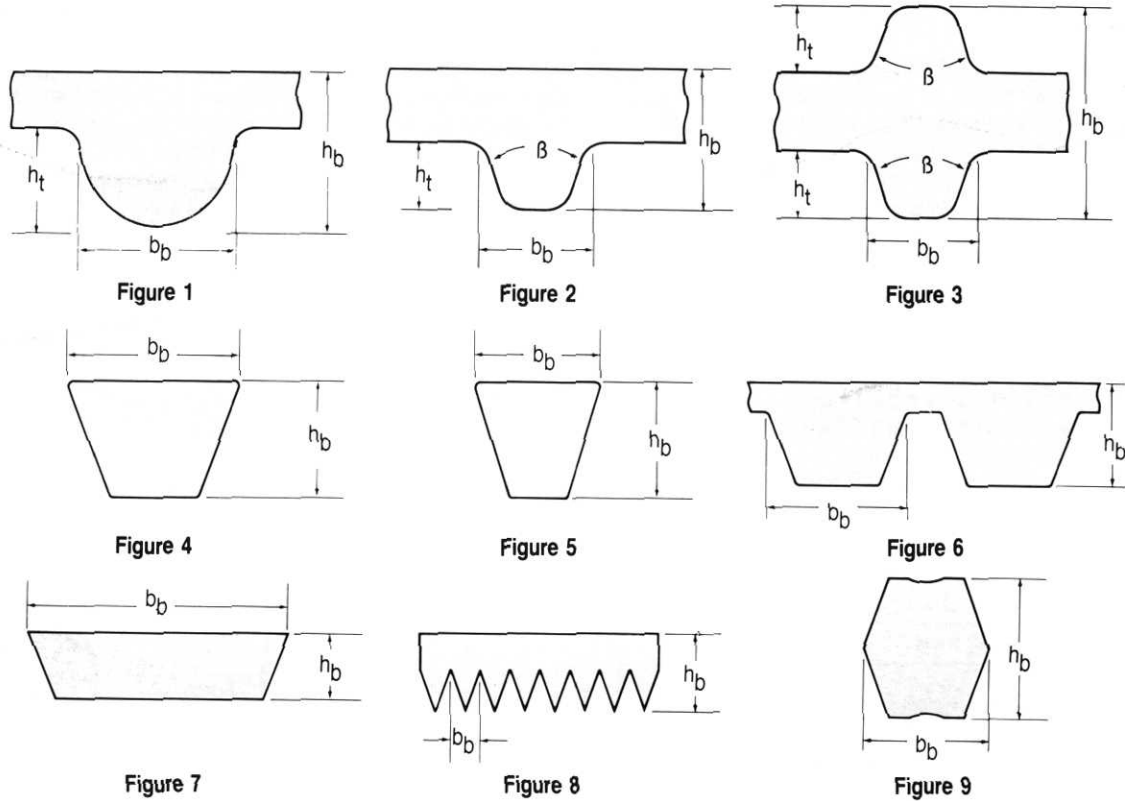 h_t
b_b
h_b
Figure 1
h_t
β
b_b
h_b
Figure 2
h_t
β
h_t
β
b_b
h_b
Figure 3
b_b
h_b
Figure 4
b_b
h_b
Figure 5
b_b
h_b
Figure 6
b_b
h_b
Figure 7
b_b
h_b
Figure 8
b_b
h_b
Figure 9